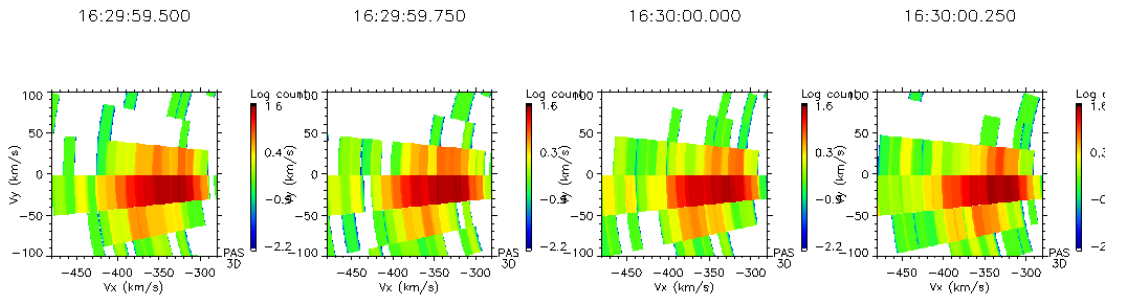 16:29:59.500 16:29:59.750 16:30:00.000 16:30:00.250
Log count Log count Log count Log c
100 1.6 100 1.6 100 1.6 100 1.6
50 50 50 50
0.4 0.3 0.3 0.3
0 0 0 0
Vy (km/s) Vy (km/s) Vy (km/s) Vy (km/s)
-50 -0.9 -50 -0.9 -50 -0.9 -50
-100 -2.2 -100 -2.2 -100 -2.2 -100 -2
PAS PAS PAS PAS
3D 3D 3D 3D
-450 -400 -350 -300 -450 -400 -350 -300 -450 -400 -350 -300 -450 -400 -350 -300
Vx (km/s) Vx (km/s) Vx (km/s) Vx (km/s)